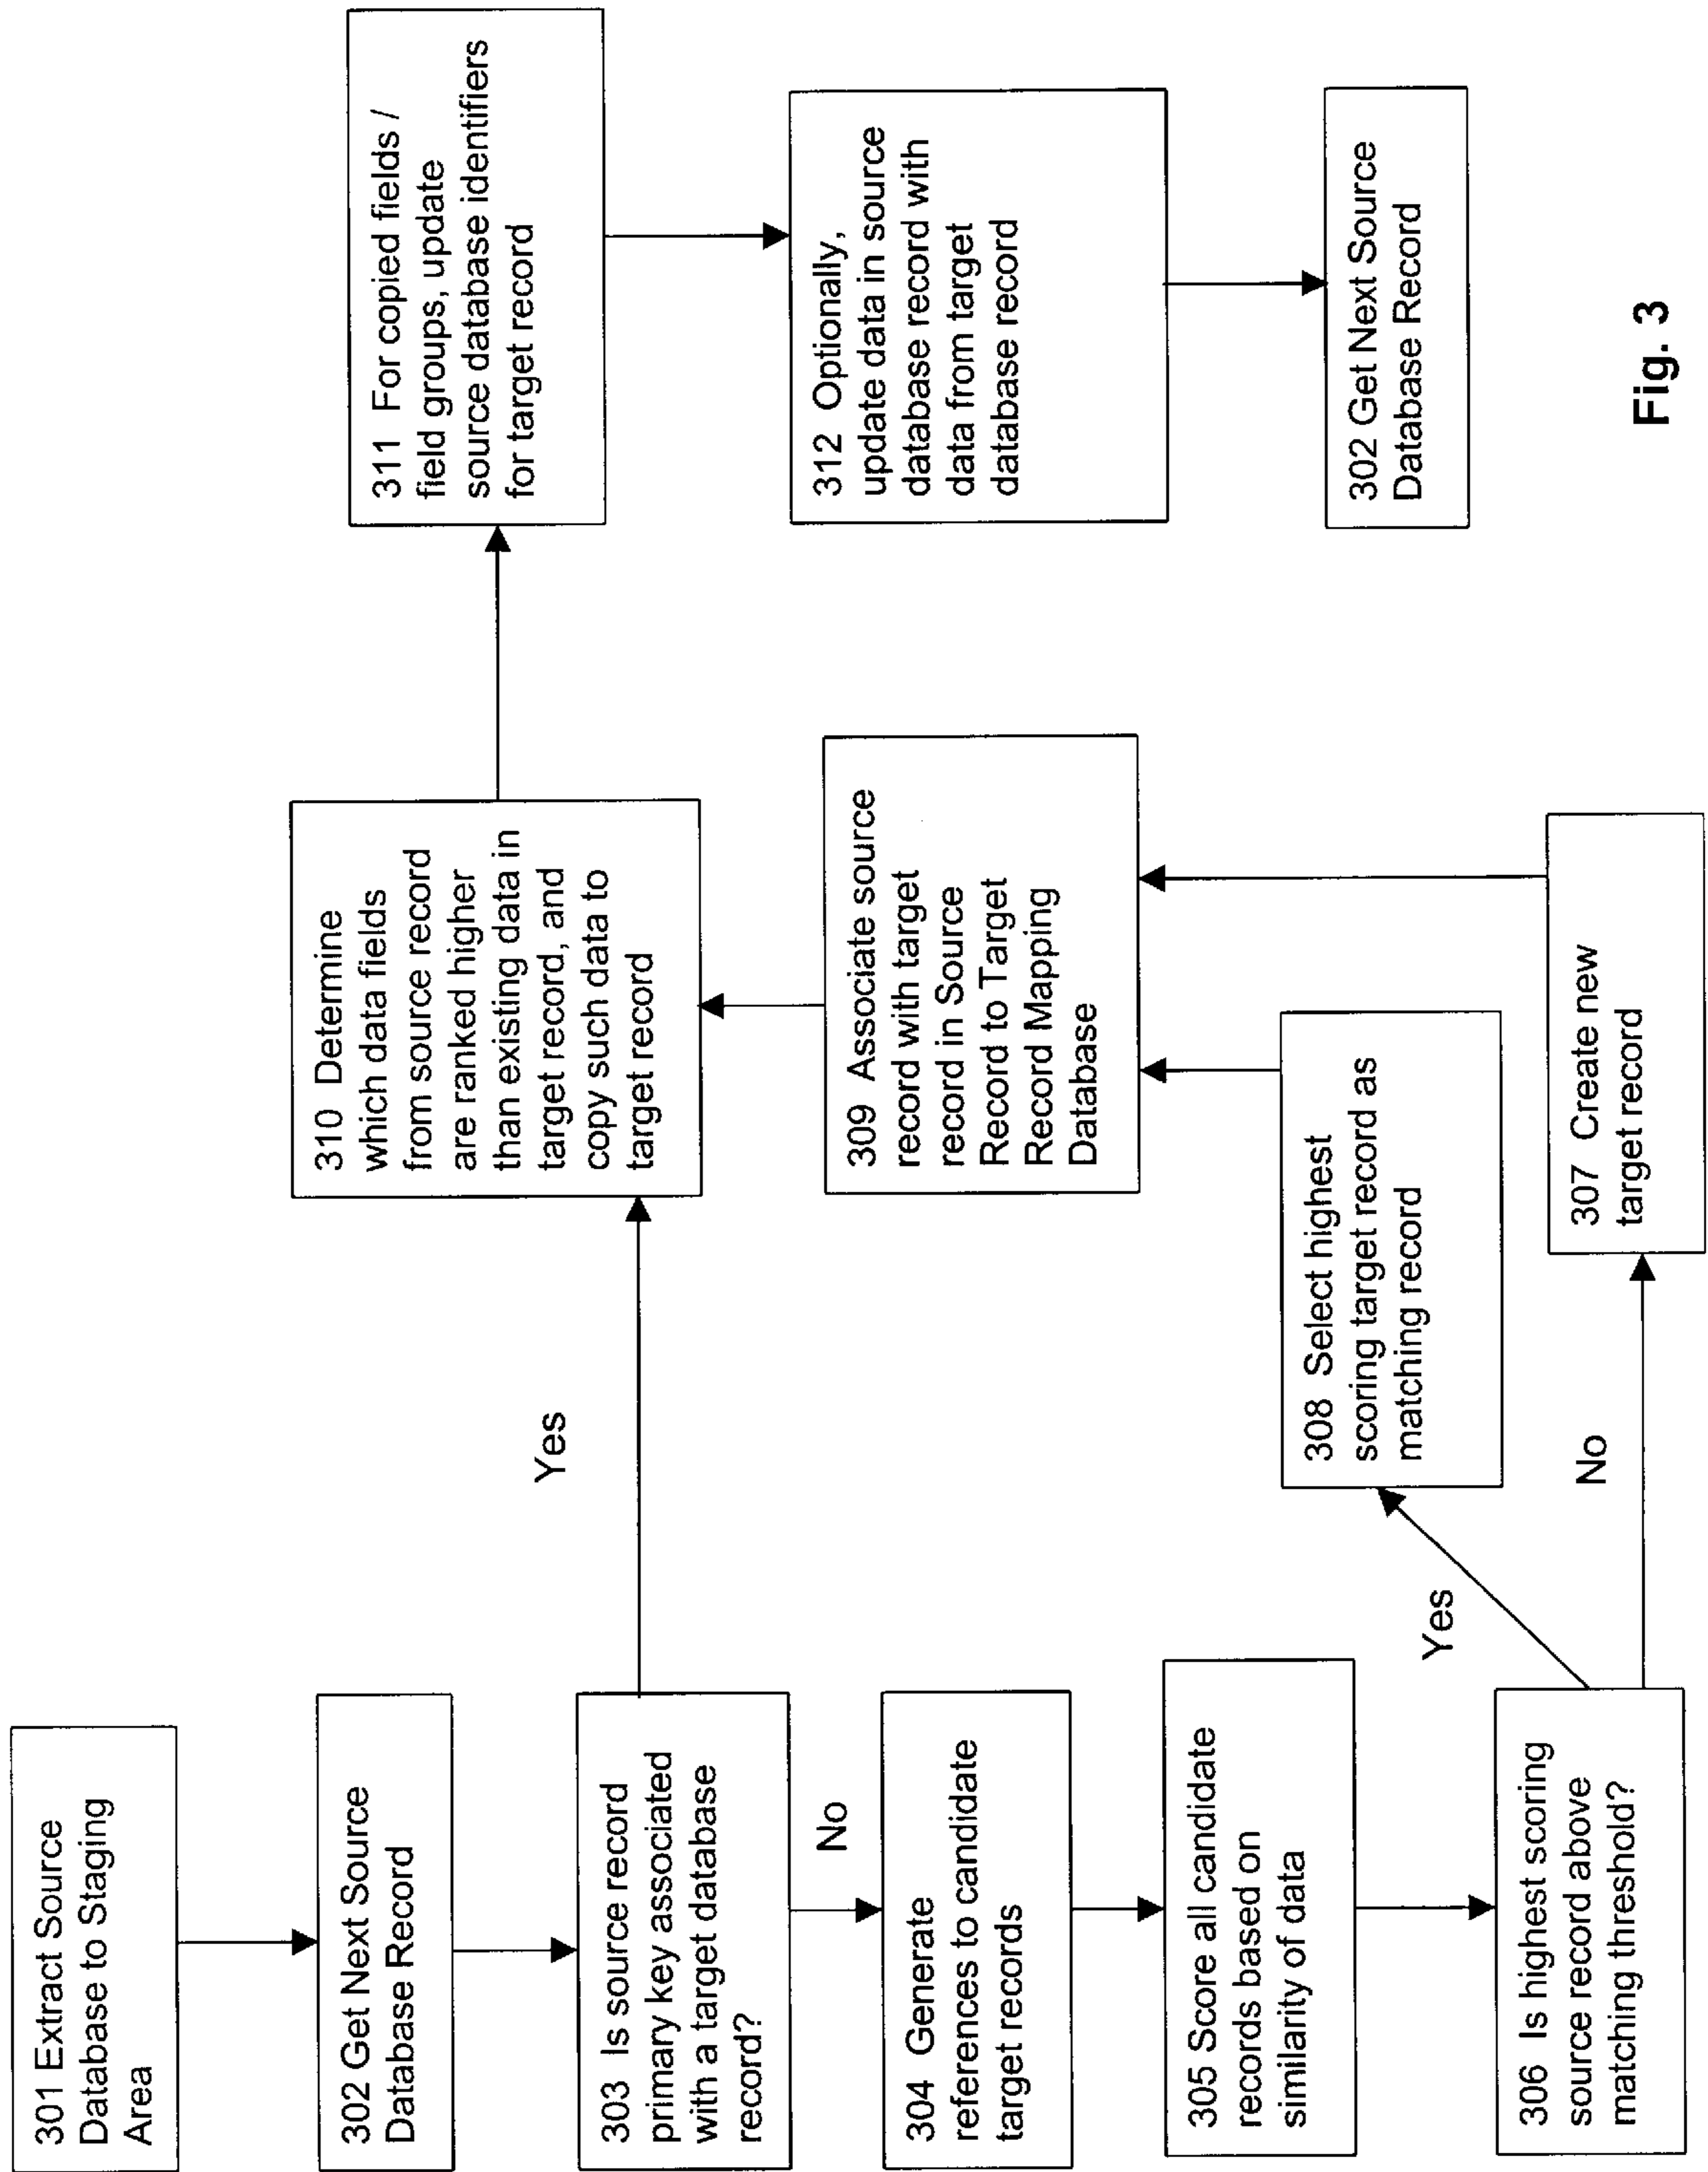 301 Extract Source
Database to Staging
Area
302 Get Next Source
Database Record
303 Is source record
primary key associated
with a target database
record?
Yes
No
304 Generate
references to candidate
target records
305 Score all candidate
records based on
similarity of data
306 Is highest scoring
source record above
matching threshold?
Yes
No
308 Select highest
scoring target record as
matching record
307 Create new
target record
309 Associate source
record with target
record in Source
Record to Target
Record Mapping
Database
310 Determine
which data fields
from source record
are ranked higher
than existing data in
target record, and
copy such data to
target record
311 For copied fields /
field groups, update
source database identifiers
for target record
312 Optionally,
update data in source
database record with
data from target
database record
302 Get Next Source
Database Record
Fig. 3